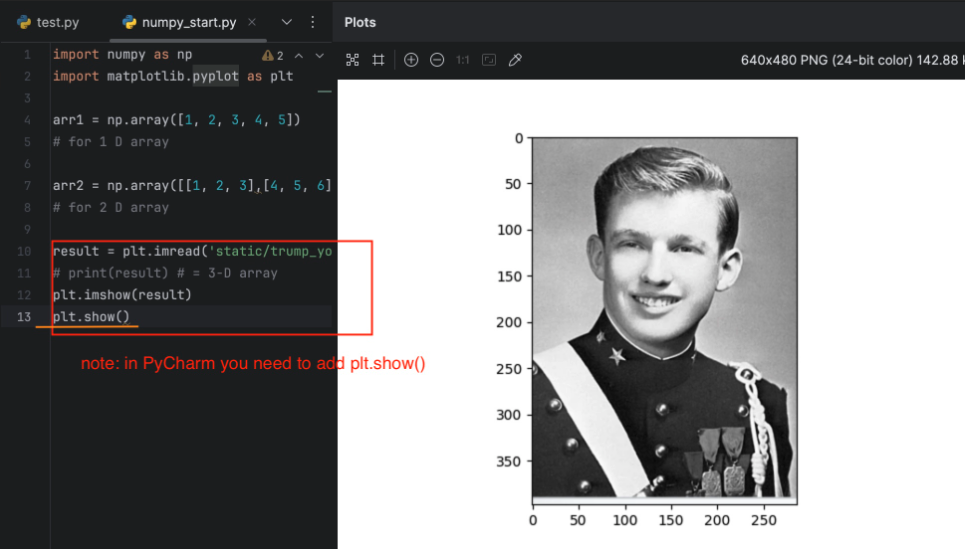 test.py numpy_start.py Plots
1 import numpy as np 2
2 import matplotlib.pyplot as plt
640x480 PNG (24-bit color) 142.88
1:1
3
4 arr1 = np.array([1, 2, 3, 4, 5])
5 # for 1 D array
6
7 arr2 = np.array([[1, 2, 3],[4, 5, 6]
8 # for 2 D array
9
10 result = plt.imread('static/trump_yo
11 # print(result) # = 3-D array
12 plt.imshow(result)
13 plt.show()
note: in PyCharm you need to add plt.show()
0
50
100
150
200
250
300
350
0 50 100 150 200 250